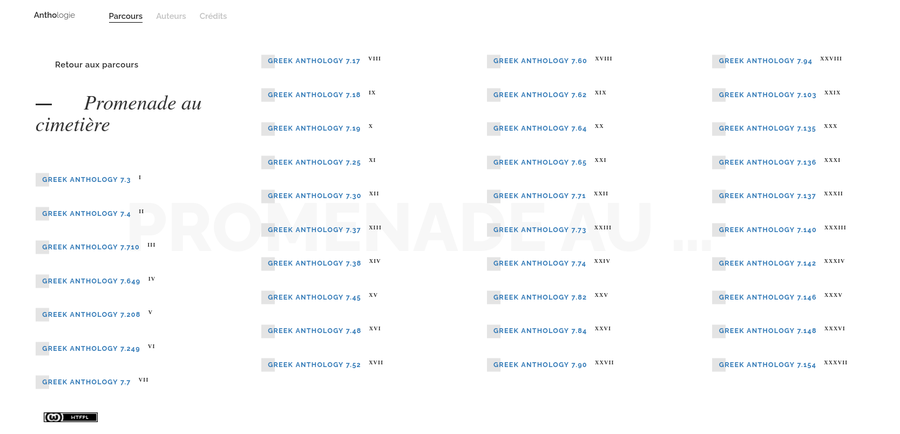 Anthologie
Parcours
Auteurs
Crédits
Retour aux parcours
— Promenade au
cimetière
PROMENADE AU ...
GREEK ANTHOLOGY 7.3 I
GREEK ANTHOLOGY 7.4 II
GREEK ANTHOLOGY 7.710 III
GREEK ANTHOLOGY 7.649 IV
GREEK ANTHOLOGY 7.208 V
GREEK ANTHOLOGY 7.249 VI
GREEK ANTHOLOGY 7.7 VII
GREEK ANTHOLOGY 7.17 VIII
GREEK ANTHOLOGY 7.18 IX
GREEK ANTHOLOGY 7.19 X
GREEK ANTHOLOGY 7.25 XI
GREEK ANTHOLOGY 7.30 XII
GREEK ANTHOLOGY 7.37 XIII
GREEK ANTHOLOGY 7.38 XIV
GREEK ANTHOLOGY 7.45 XV
GREEK ANTHOLOGY 7.48 XVI
GREEK ANTHOLOGY 7.52 XVII
GREEK ANTHOLOGY 7.60 XVIII
GREEK ANTHOLOGY 7.62 XIX
GREEK ANTHOLOGY 7.64 XX
GREEK ANTHOLOGY 7.65 XXI
GREEK ANTHOLOGY 7.71 XXII
GREEK ANTHOLOGY 7.73 XXIII
GREEK ANTHOLOGY 7.74 XXIV
GREEK ANTHOLOGY 7.82 XXV
GREEK ANTHOLOGY 7.84 XXVI
GREEK ANTHOLOGY 7.90 XXVII
GREEK ANTHOLOGY 7.94 XXVIII
GREEK ANTHOLOGY 7.103 XXIX
GREEK ANTHOLOGY 7.135 XXX
GREEK ANTHOLOGY 7.136 XXXI
GREEK ANTHOLOGY 7.137 XXXII
GREEK ANTHOLOGY 7.140 XXXIII
GREEK ANTHOLOGY 7.142 XXXIV
GREEK ANTHOLOGY 7.146 XXXV
GREEK ANTHOLOGY 7.148 XXXVI
GREEK ANTHOLOGY 7.154 XXXVII
WTFPL